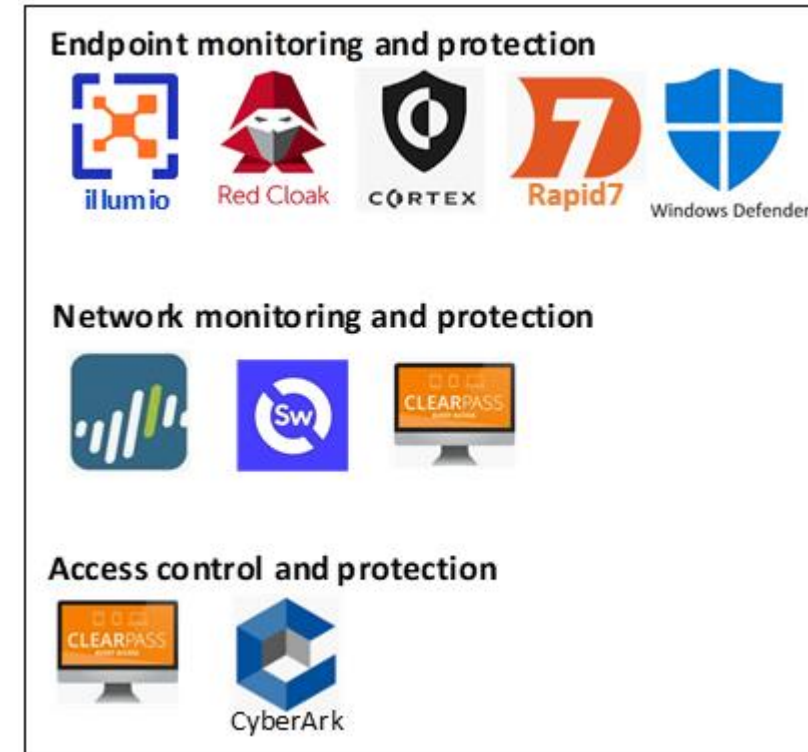 Endpoint monitoring and protection
illumio
Red Cloak
CORTEX
7
Rapid7
Windows Defender
Network monitoring and protection
Sw
CLEARPASS
Access control and protection
CLEARPASS
CyberArk